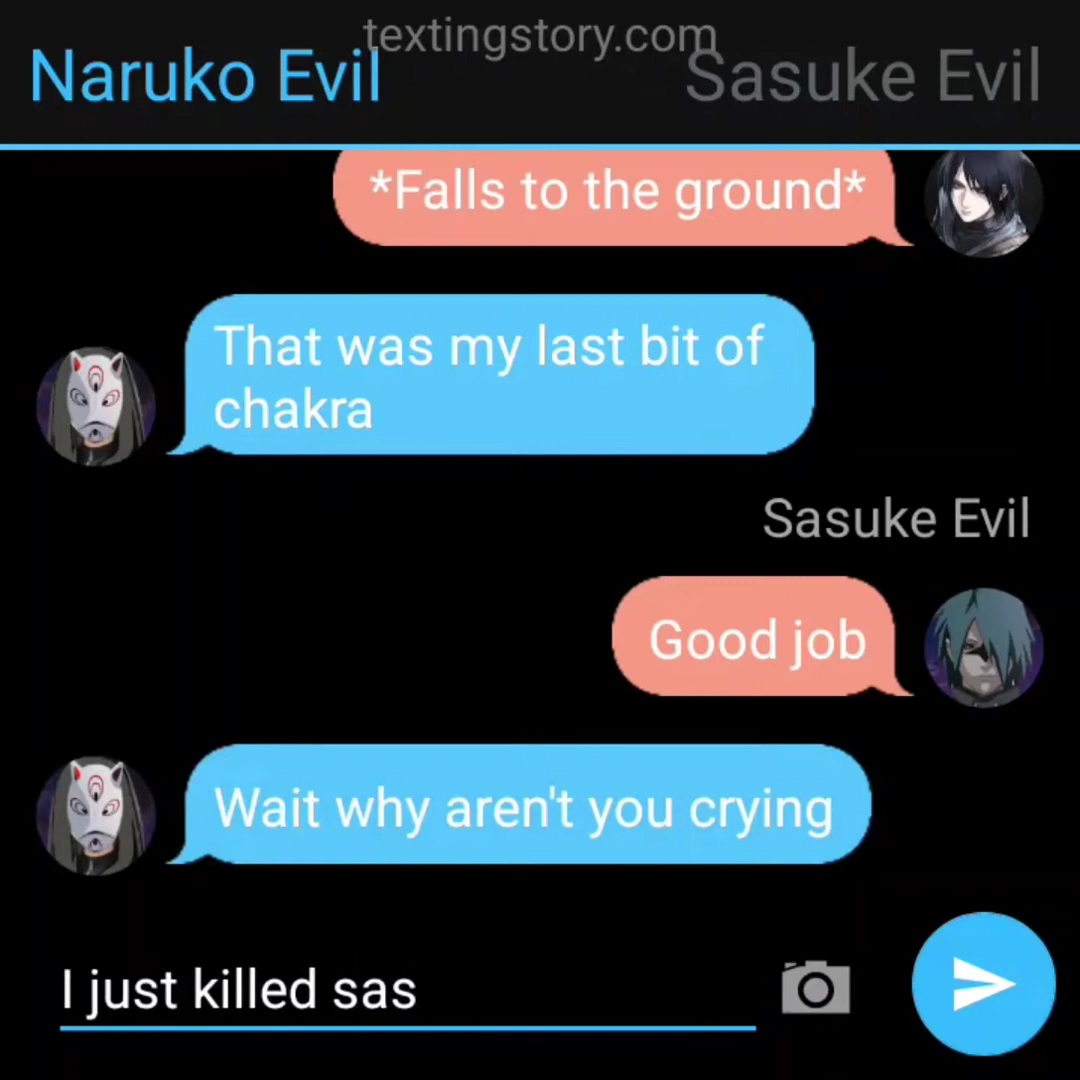 textingstory.com
Naruko Evil
Sasuke Evil
*Falls to the ground*
That was my last bit of
chakra
Sasuke Evil
Good job
Wait why aren't you crying
I just killed sas